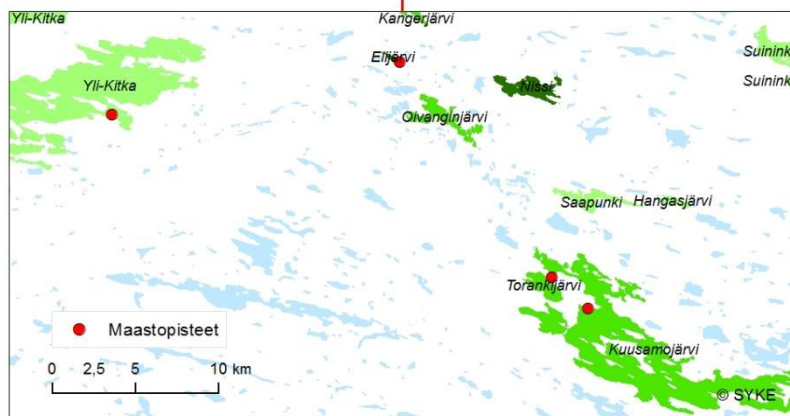 Yli-Kitka
Kangerjärvi
Elijärvi
Suinink
Yli-Kitka
Nissi
Suinink
Oivanginjärvi
Saapunki
Hangasjärvi
Torankijärvi
Maastopisteet
Kuusamojärvi
0 2,5 5 10 km
© SYKE